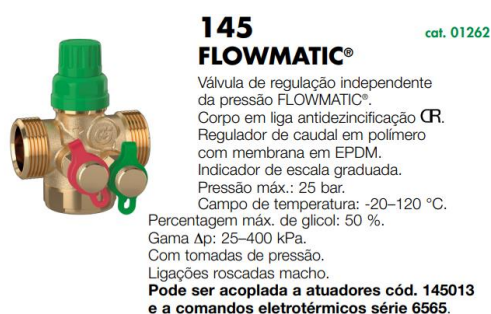 145
cat. 01262
FLOWMATIC®
Válvula de regulação independente
da pressão FLOWMATIC®.
Corpo em liga antidezincificação CR.
Regulador de caudal em polímero
com membrana em EPDM.
Indicador de escala graduada.
Pressão máx.: 25 bar.
Campo de temperatura: -20–120 °C.
Percentagem máx. de glicol: 50 %.
Gama Δp: 25–400 kPa.
Com tomadas de pressão.
Ligações roscadas macho.
Pode ser acoplada a atuadores cód. 145013
e a comandos eletrotérmicos série 6565.